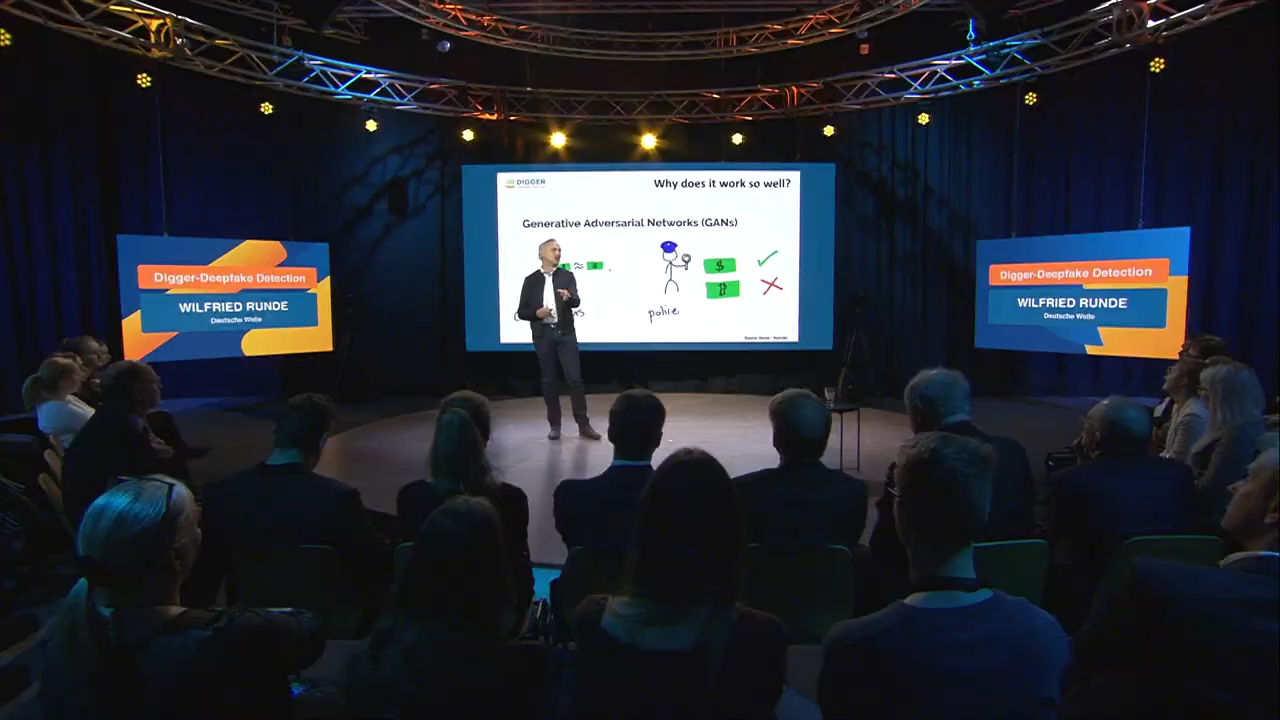 DIGGER
Why does it work so well?
Generative Adversarial Networks (GANs)
$
police
Digger-Deepfake Detection
WILFRIED RUNDE
Deutsche Welle
Digger-Deepfake Detection
WILFRIED RUNDE
Deutsche Welle